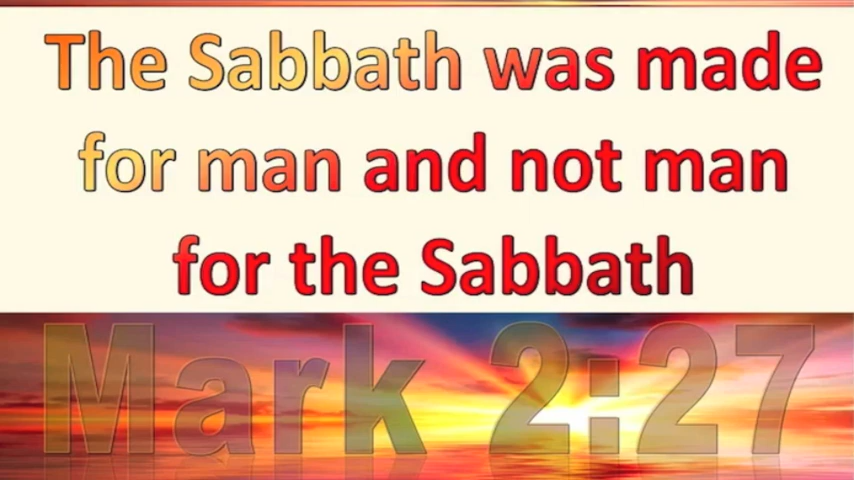 The Sabbath was made
for man and not man
for the Sabbath
Mark 2:27